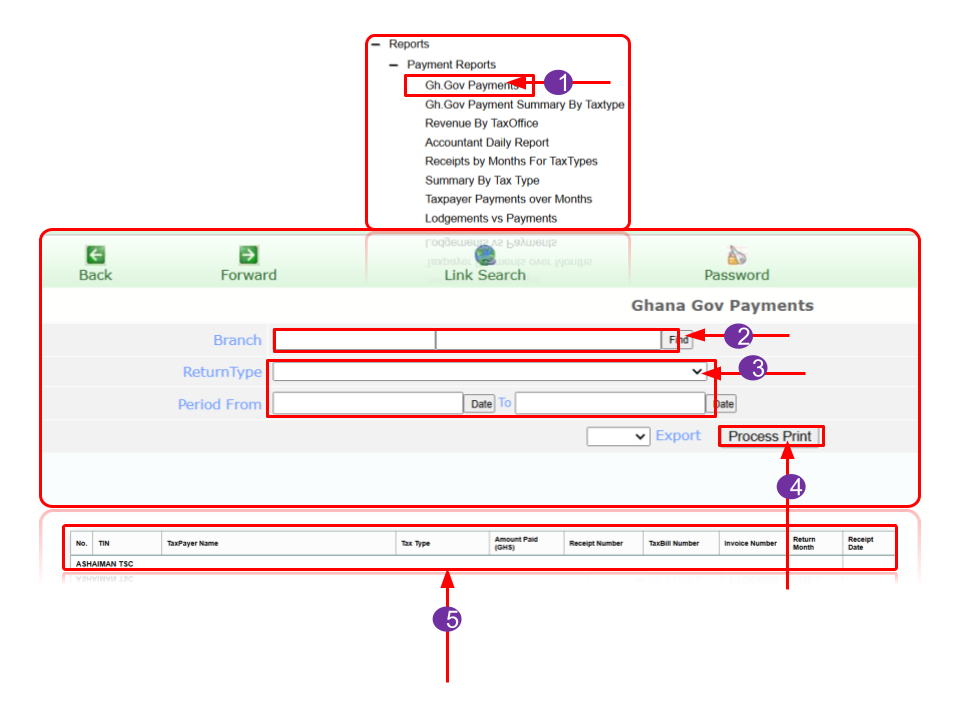 Reports
Payment Reports
Gh.Gov Payments
1
Gh.Gov Payment Summary By Taxtype
Revenue By TaxOffice
Accountant Daily Report
Receipts by Months For TaxTypes
Summary By Tax Type
Taxpayer Payments over Months
Lodgements vs Payments
Back Forward Link Search Password
Ghana Gov Payments
Branch Find 2
ReturnType 3
Period From Date To Date
Export Process Print
4
No. TIN TaxPayer Name Tax Type Amount Paid (GHS) Receipt Number TaxBill Number Invoice Number Return Month Receipt Date
ASHAIMAN TSC
5